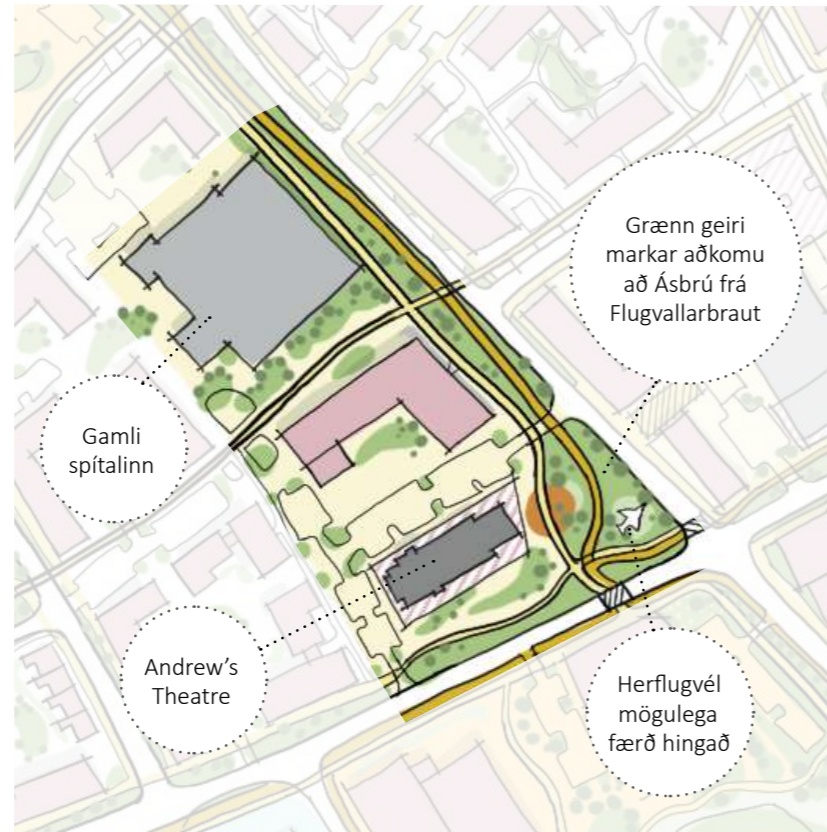 Grænn geiri
markar aðkomu
að Ásbrú frá
Flugvallarbraut
Gamli
spítalinn
Andrew’s
Theatre
Herflugvél
mögulega
færð hingað